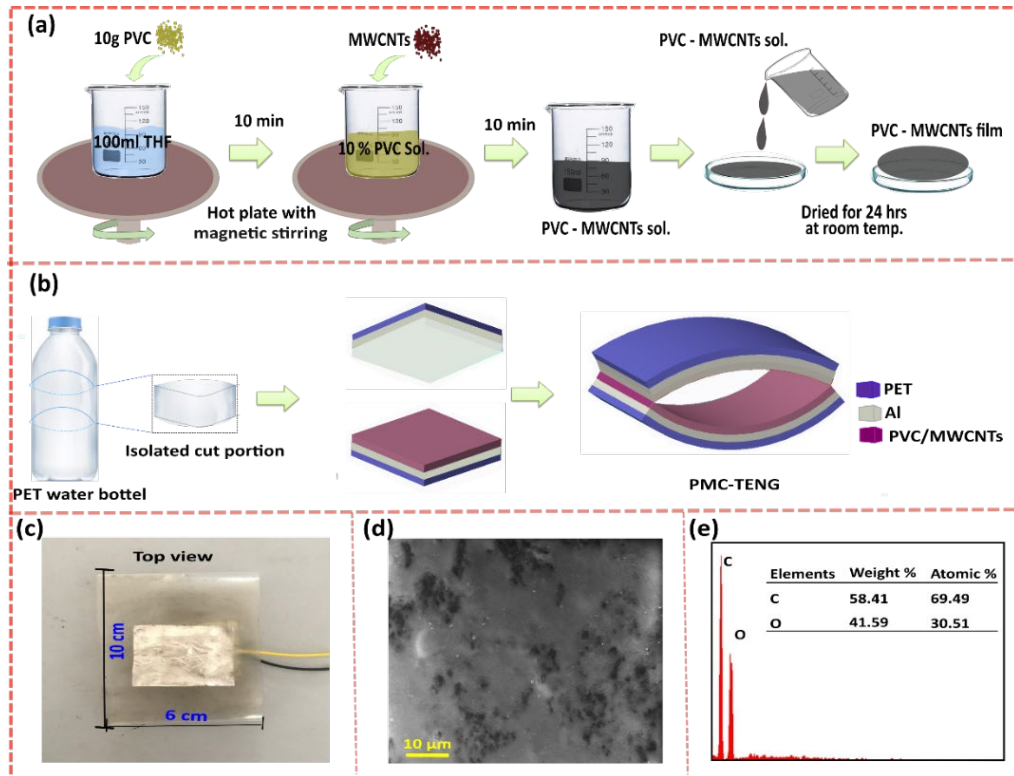 (a)
10g PVC
MWCNTs
PVC - MWCNTs sol.
150
100ml THF
10 min
150
10 % PVC Sol.
10 min
150
PVC - MWCNTs film
Hot plate with
magnetic stirring
PVC - MWCNTs sol.
Dried for 24 hrs
at room temp.
(b)
Isolated cut portion
PET water bottel
PET
Al
PVC/MWCNTs
PMC-TENG
(c)
Top view
10 cm
6 cm
(d)
10 μm
(e)
C
O
Elements Weight % Atomic %
C 58.41 69.49
O 41.59 30.51